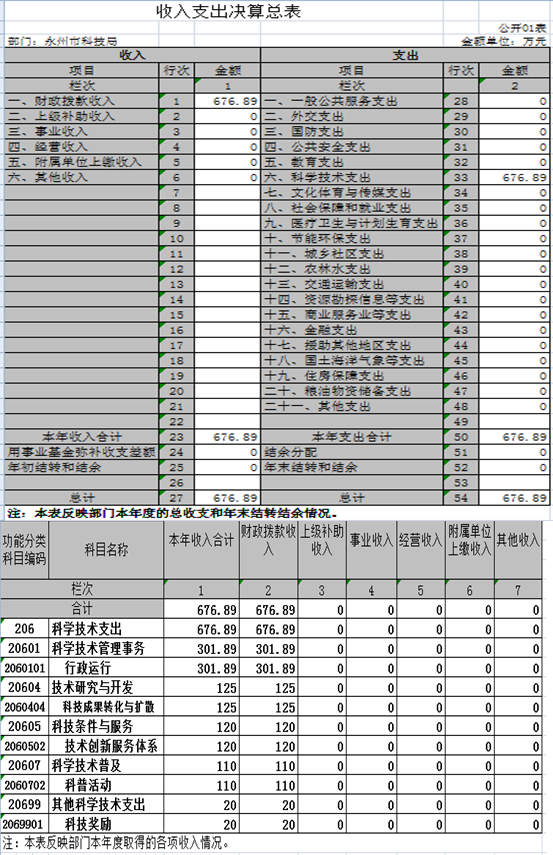 收入支出决算总表
公开01表
部门：永州市科技局 金额单位：万元
收入 支出
项目 行次 金额 项目 行次 金额
栏次 1 栏次 2
一、财政拨款收入 1 676.89 一、一般公共服务支出 28 0
二、上级补助收入 2 0 二、外交支出 29 0
三、事业收入 3 0 三、国防支出 30 0
四、经营收入 4 0 四、公共安全支出 31 0
五、附属单位上缴收入 5 0 五、教育支出 32 0
六、其他收入 6 0 六、科学技术支出 33 676.89
7 七、文化体育与传媒支出 34 0
8 八、社会保障和就业支出 35 0
9 九、医疗卫生与计划生育支出 36 0
10 十、节能环保支出 37 0
11 十一、城乡社区支出 38 0
12 十二、农林水支出 39 0
13 十三、交通运输支出 40 0
14 十四、资源勘探信息等支出 41 0
15 十五、商业服务业等支出 42 0
16 十六、金融支出 43 0
17 十七、援助其他地区支出 44 0
18 十八、国土海洋气象等支出 45 0
19 十九、住房保障支出 46 0
20 二十、粮油物资储备支出 47 0
21 二十一、其他支出 48 0
22 49
本年收入合计 23 676.89 本年支出合计 50 676.89
用事业基金弥补收支差额 24 0 结余分配 51 0
年初结转和结余 25 0 年末结转和结余 52 0
26 53
总计 27 676.89 总计 54 676.89
注：本表反映部门本年度的总收支和年末结转结余情况。
功能分类科目编码 科目名称 本年收入合计 财政拨款收入 上级补助收入 事业收入 经营收入 附属单位上缴收入 其他收入
栏次 1 2 3 4 5 6 7
合计 676.89 676.89 0 0 0 0 0
206 科学技术支出 676.89 676.89 0 0 0 0 0
20601 科学技术管理事务 301.89 301.89 0 0 0 0 0
2060101 行政运行 301.89 301.89 0 0 0 0 0
20604 技术研究与开发 125 125 0 0 0 0 0
2060404 科技成果转化与扩散 125 125 0 0 0 0 0
20605 科技条件与服务 120 120 0 0 0 0 0
2060502 技术创新服务体系 120 120 0 0 0 0 0
20607 科学技术普及 110 110 0 0 0 0 0
2060702 科普活动 110 110 0 0 0 0 0
20699 其他科学技术支出 20 20 0 0 0 0 0
2069901 科技奖励 20 20 0 0 0 0 0
注：本表反映部门本年度取得的各项收入情况。